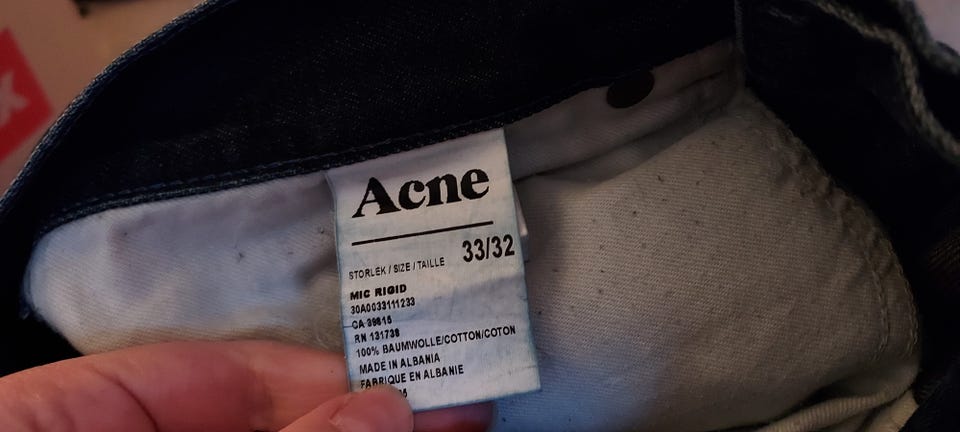 Acne
33/32
STORLEK / SIZE / TAILLE
MIC RIGID
30A0033111233
CA 39815
RN 131738
100% BAUMWOLLE/COTTON/COTON
MADE IN ALBANIA
FABRIQUE EN ALBANIE
X